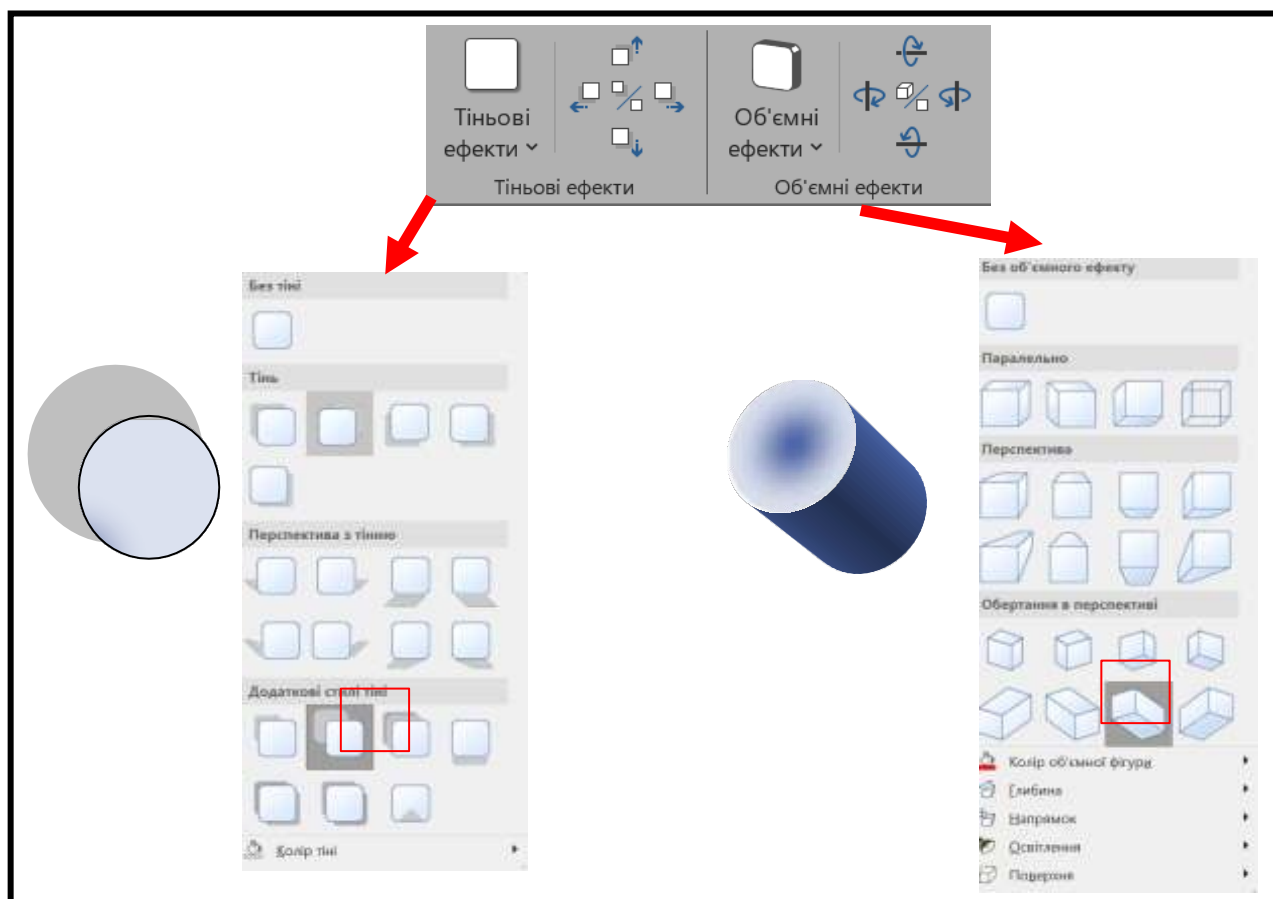 Тіньові
ефекти
Об'ємні
ефекти
Тіньові ефекти
Об'ємні ефекти
Без тіні
Тінь
Перспектива з тінню
Додаткові стилі тіні
Колір тіні
Без об'ємного ефекту
Паралельно
Перспектива
Обертання в перспективі
Колір об'ємної фігури
Глибина
Напрямок
Освітлення
Поверхня